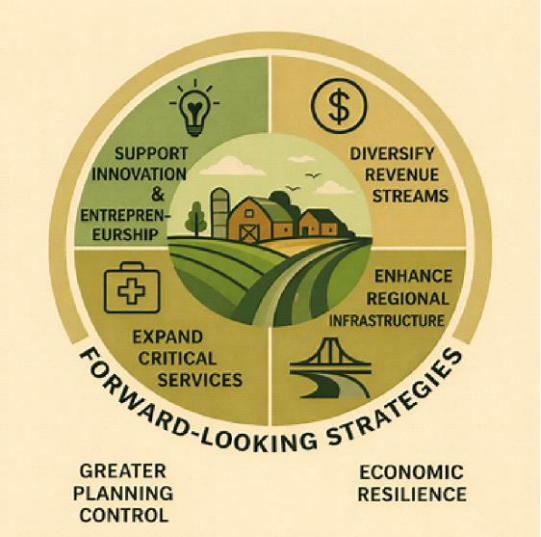 SUPPORT
INNOVATION
&
ENTREPREN-
EURSHIP
$
DIVERSIFY
REVENUE
STREAMS
EXPAND
CRITICAL
SERVICES
ENHANCE
REGIONAL
INFRASTRUCTURE
FORWARD-LOOKING STRATEGIES
GREATER
PLANNING
CONTROL
ECONOMIC
RESILIENCE